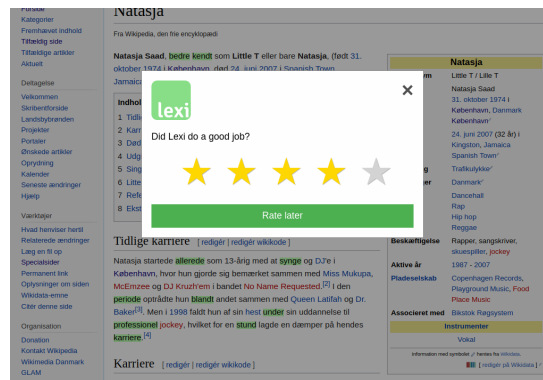 Forside
Kategorier
Fremhævet indhold
Tilfældig side
Tilfældige artikler
Aktuelt
Deltagelse
Velkommen
Skribentforside
Landsbybrønden
Projekter
Portaler
Ønskede artikler
Oprydning
Kalender
Seneste ændringer
Hjælp
Værktøjer
Hvad henviser hertil
Relaterede ændringer
Læg en fil op
Specialsider
Permanent link
Oplysninger om siden
Wikidata-emne
Citér denne side
Organisation
Donation
Kontakt Wikipedia
Wikimedia Danmark
GLAM
Natasja
Fra Wikipedia, den frie encyklopædi
Natasja Saad, bedre kendt som Little T eller bare Natasja, (født 31.
oktober 1974 i København, død 24. juni 2007 i Spanish Town,
Jamaica
Indhol
1 Tidli
2 Karr
3 Død
4 Udg
5 Sing
6 Litte
7 Refe
8 Ekst
lexi
Did Lexi do a good job?
Rate later
Tidlige karriere [ redigér | redigér wikikode ]
Natasja startede allerede som 13-årig med at synge og DJ'e i
København, hvor hun gjorde sig bemærket sammen med Miss Mukupa,
McEmzee og DJ Kruzh'em i bandet No Name Requested.[2] I den
periode optrådte hun blandt andet sammen med Queen Latifah og Dr.
Baker[3]. Men i 1998 faldt hun af sin hest under sin uddannelse til
professionel jockey, hvilket for en stund lagde en dæmper på hendes
karriere.[4]
Karriere [ redigér | redigér wikikode ]
Natasja
Little T / Lille T
Natasja Saad
31. oktober 1974 i
København, Danmark
København
24. juni 2007 (32 år) i
Kingston, Jamaica
Spanish Town
Trafikulykke
Danmark
Dancehall
Rap
Hip hop
Reggae
Beskæftigelse Rapper, sangskriver,
skuespiller, jockey
Aktive år 1987 - 2007
Pladeselskab Copenhagen Records,
Playground Music, Food
Place Music
Associeret med Bikstok Røgsystem
Instrumenter
Vokal
Information med symbolet hentes fra Wikidata.
[ redigér på Wikidata ]